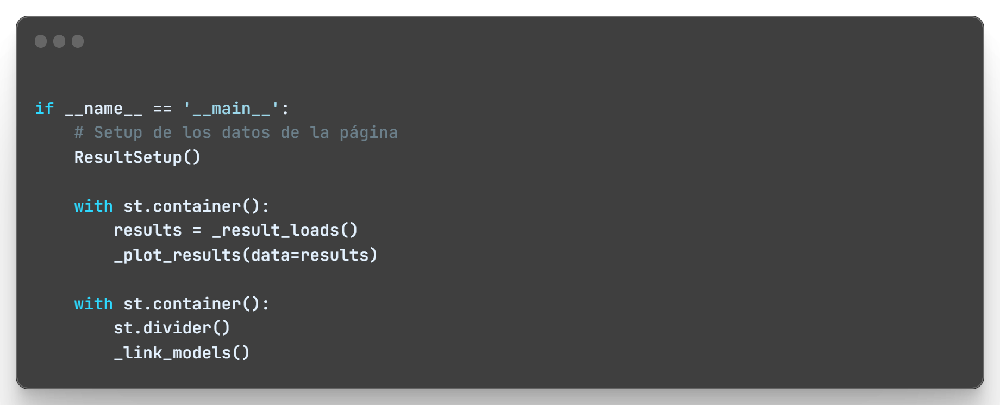 if __name__ == '__main__':
    # Setup de los datos de la página
    ResultSetup()

    with st.container():
        results = _result_loads()
        _plot_results(data=results)

    with st.container():
        st.divider()
        _link_models()